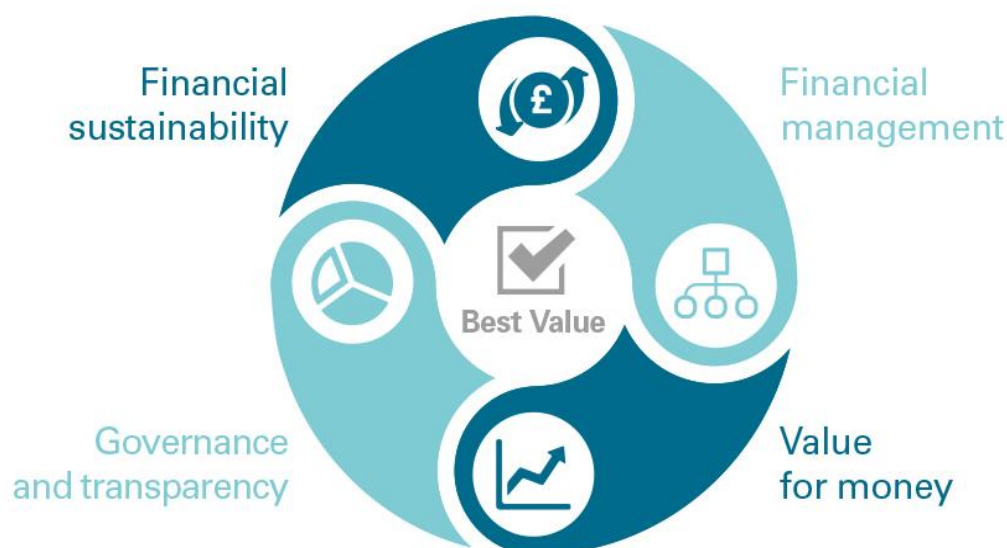 Financial
sustainability
£
Financial
management
Best Value
Governance
and transparency
Value
for money